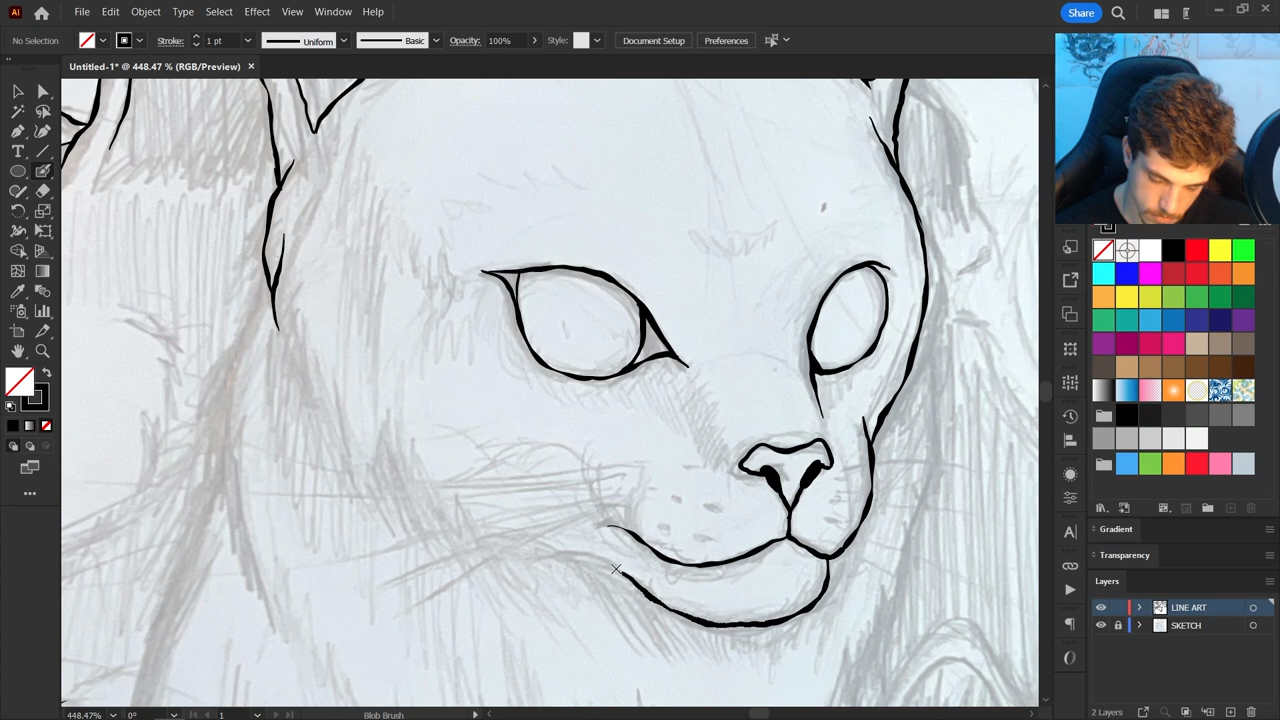 Ai File Edit Object Type Select Effect View Window Help Share
No Selection Stroke: 1 pt Uniform Basic Opacity: 100% Style: Document Setup Preferences
Untitled-1* @ 448.47 % (RGB/Preview)
Gradient
Transparency
Layers
LINE ART
SKETCH
448.47% 0° 1 Blob Brush 2 Layers